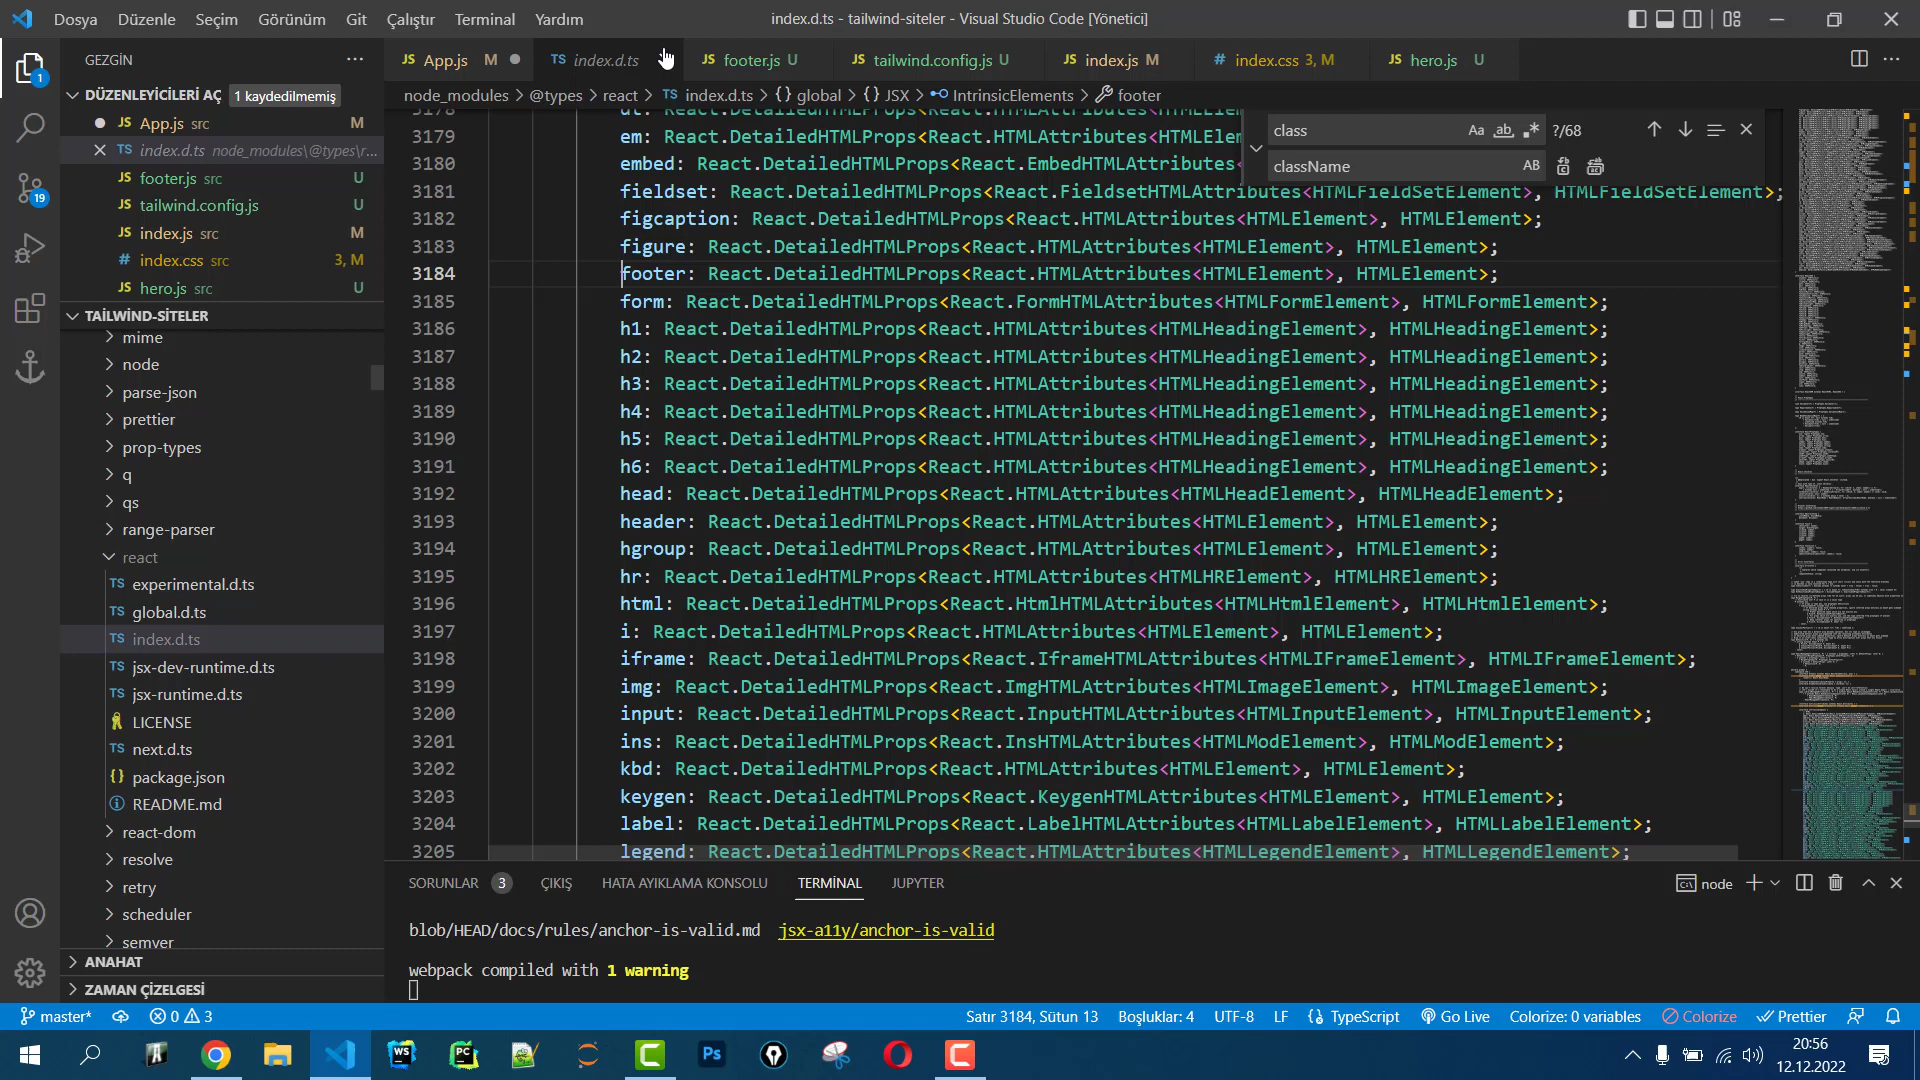 Dosya Düzenle Seçim Görünüm Git Çalıştır Terminal Yardım
index.d.ts - tailwind-siteler - Visual Studio Code [Yönetici]
GEZGİN
App.js M
TS index.d.ts
footer.js U
tailwind.config.js U
index.js M
index.css 3, M
hero.js U
DÜZENLEYİCİLERİ AÇ 1 kaydedilmemiş
JS App.js src M
TS index.d.ts node_modules\@types\r...
JS footer.js src U
JS tailwind.config.js U
JS index.js src M
# index.css src 3, M
JS hero.js src U
TAİLWİND-SİTELER
mime
node
parse-json
prettier
prop-types
q
qs
range-parser
react
TS experimental.d.ts
TS global.d.ts
TS index.d.ts
TS jsx-dev-runtime.d.ts
TS jsx-runtime.d.ts
LICENSE
TS next.d.ts
{} package.json
README.md
react-dom
resolve
retry
scheduler
semver
ANAHAT
ZAMAN ÇİZELGESİ
node_modules > @types > react > TS index.d.ts > {} global > {} JSX > IntrinsicElements > footer
class Aa ab ?/68
className AB
3179 em: React.DetailedHTMLProps<React.HTMLElem
3180 embed: React.DetailedHTMLProps<React.EmbedHTMLAttributes<
3181 fieldset: React.DetailedHTMLProps<React.FieldsetHTMLAttributes<HTMLFieldSetElement>, HTMLFieldSetElement>;
3182 figcaption: React.DetailedHTMLProps<React.HTMLAttributes<HTMLElement>, HTMLElement>;
3183 figure: React.DetailedHTMLProps<React.HTMLAttributes<HTMLElement>, HTMLElement>;
3184 footer: React.DetailedHTMLProps<React.HTMLAttributes<HTMLElement>, HTMLElement>;
3185 form: React.DetailedHTMLProps<React.FormHTMLAttributes<HTMLFormElement>, HTMLFormElement>;
3186 h1: React.DetailedHTMLProps<React.HTMLAttributes<HTMLHeadingElement>, HTMLHeadingElement>;
3187 h2: React.DetailedHTMLProps<React.HTMLAttributes<HTMLHeadingElement>, HTMLHeadingElement>;
3188 h3: React.DetailedHTMLProps<React.HTMLAttributes<HTMLHeadingElement>, HTMLHeadingElement>;
3189 h4: React.DetailedHTMLProps<React.HTMLAttributes<HTMLHeadingElement>, HTMLHeadingElement>;
3190 h5: React.DetailedHTMLProps<React.HTMLAttributes<HTMLHeadingElement>, HTMLHeadingElement>;
3191 h6: React.DetailedHTMLProps<React.HTMLAttributes<HTMLHeadingElement>, HTMLHeadingElement>;
3192 head: React.DetailedHTMLProps<React.HTMLAttributes<HTMLHeadElement>, HTMLHeadElement>;
3193 header: React.DetailedHTMLProps<React.HTMLAttributes<HTMLElement>, HTMLElement>;
3194 hgroup: React.DetailedHTMLProps<React.HTMLAttributes<HTMLElement>, HTMLElement>;
3195 hr: React.DetailedHTMLProps<React.HTMLAttributes<HTMLHRElement>, HTMLHRElement>;
3196 html: React.DetailedHTMLProps<React.HtmlHTMLAttributes<HTMLHtmlElement>, HTMLHtmlElement>;
3197 i: React.DetailedHTMLProps<React.HTMLAttributes<HTMLElement>, HTMLElement>;
3198 iframe: React.DetailedHTMLProps<React.IframeHTMLAttributes<HTMLIFrameElement>, HTMLIFrameElement>;
3199 img: React.DetailedHTMLProps<React.ImgHTMLAttributes<HTMLImageElement>, HTMLImageElement>;
3200 input: React.DetailedHTMLProps<React.InputHTMLAttributes<HTMLInputElement>, HTMLInputElement>;
3201 ins: React.DetailedHTMLProps<React.InsHTMLAttributes<HTMLModElement>, HTMLModElement>;
3202 kbd: React.DetailedHTMLProps<React.HTMLAttributes<HTMLElement>, HTMLElement>;
3203 keygen: React.DetailedHTMLProps<React.KeygenHTMLAttributes<HTMLElement>, HTMLElement>;
3204 label: React.DetailedHTMLProps<React.LabelHTMLAttributes<HTMLLabelElement>, HTMLLabelElement>;
3205 legend: React.DetailedHTMLProps<React.HTMLAttributes<HTMLLegendElement>, HTMLLegendElement>;
SORUNLAR 3 ÇIKIŞ HATA AYIKLAMA KONSOLU TERMİNAL JUPYTER
node
blob/HEAD/docs/rules/anchor-is-valid.md jsx-a11y/anchor-is-valid
webpack compiled with 1 warning
master* 0 3
Satır 3184, Sütun 13 Boşluklar: 4 UTF-8 LF {} TypeScript Go Live Colorize: 0 variables Colorize Prettier
20:56
12.12.2022